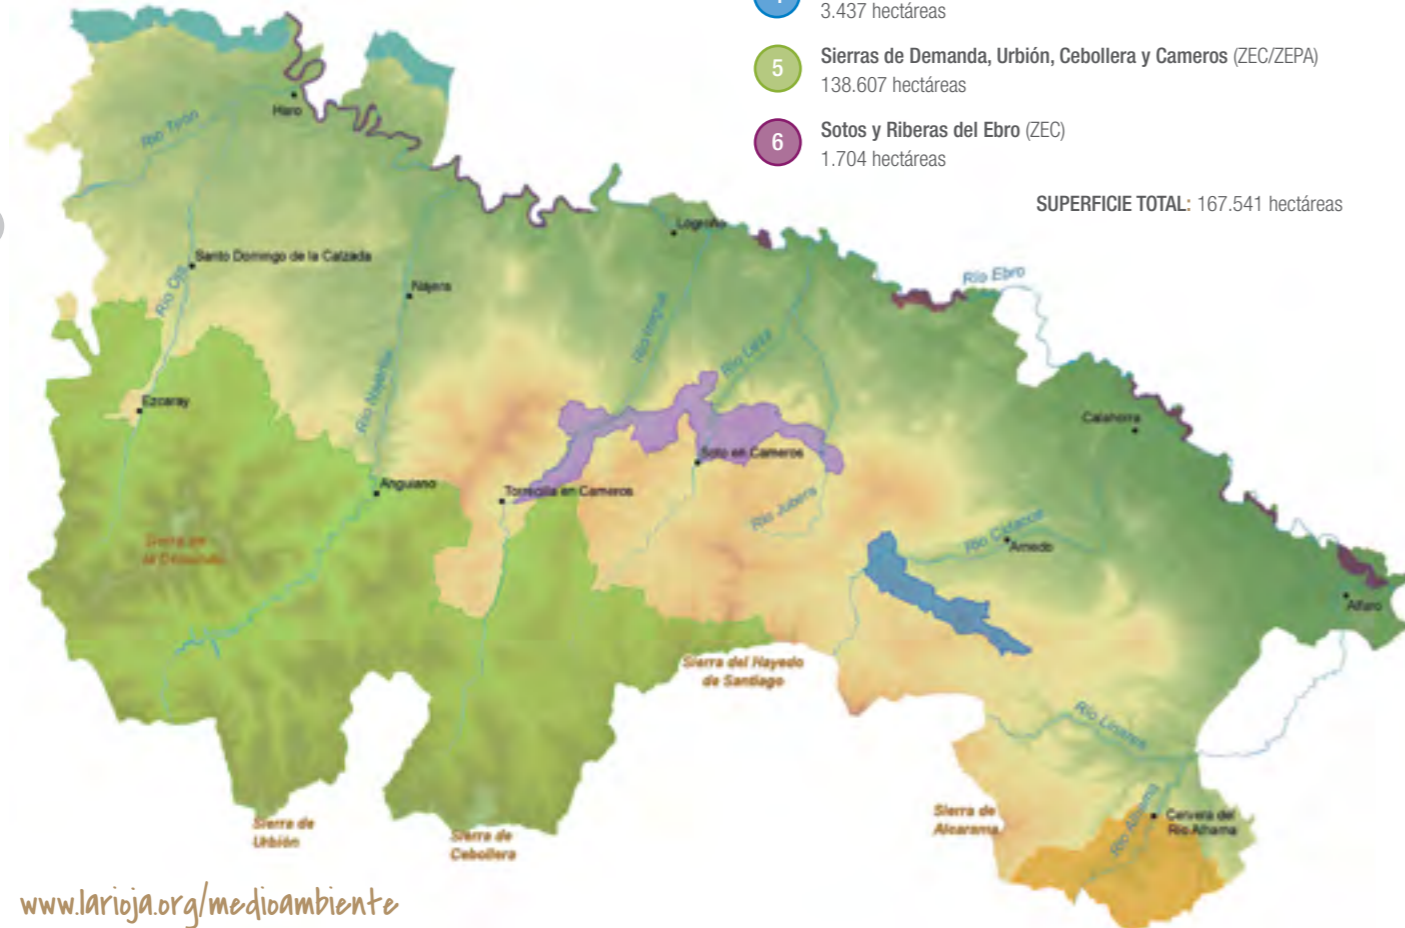 3.437 hectáreas
5
Sierras de Demanda, Urbión, Cebollera y Cameros (ZEC/ZEPA)
138.607 hectáreas
6
Sotos y Riberas del Ebro (ZEC)
1.704 hectáreas
SUPERFICIE TOTAL: 167.541 hectáreas
Haro
Río Tirón
Logroño
Santo Domingo de la Calzada
Río Oja
Nájera
Río Ebro
Río Iregua
Río Leza
Río Najerilla
Ezcaray
Calahorra
Soto en Cameros
Anguiano
Torrecilla en Cameros
Río Jubera
Río Cidacos
Arnedo
Sierra de
la Demanda
Alfaro
Sierra del Hayedo
de Santiago
Río Linares
Sierra de
Urbión
Sierra de
Cebollera
Sierra de
Alcarama
Río Alhama
Cervera del
Río Alhama
www.larioja.org/medioambiente